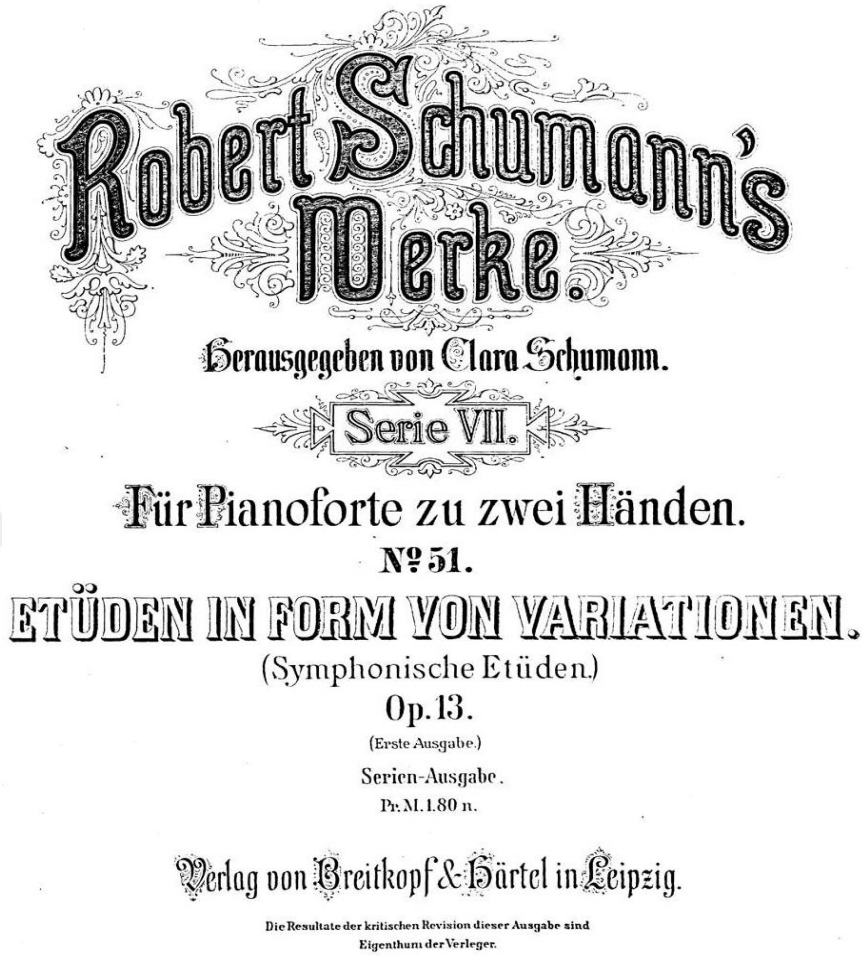 Robert Schumann's
Werke.
Herausgegeben von Clara Schumann.
Serie VII.
Für Pianoforte zu zwei Händen.
Nº 51.
ETÜDEN IN FORM VON VARIATIONEN.
(Symphonische Etüden.)
Op. 13.
(Erste Ausgabe.)
Serien-Ausgabe.
Pr. M. 1.80 n.
Verlag von Breitkopf & Härtel in Leipzig.
Die Resultate der kritischen Revision dieser Ausgabe sind
Eigenthum der Verleger.